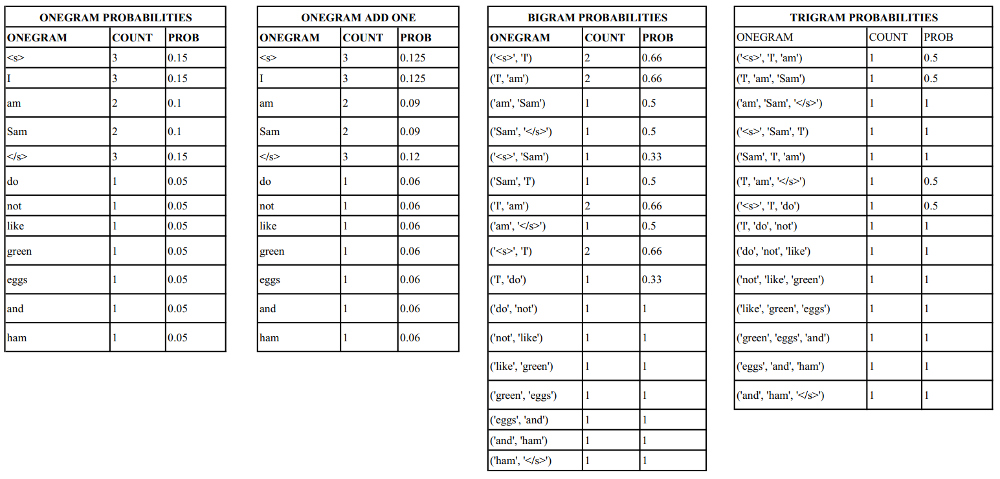 ONEGRAM PROBABILITIES
ONEGRAM COUNT PROB
<s> 3 0.15
I 3 0.15
am 2 0.1
Sam 2 0.1
</s> 3 0.15
do 1 0.05
not 1 0.05
like 1 0.05
green 1 0.05
eggs 1 0.05
and 1 0.05
ham 1 0.05
ONEGRAM ADD ONE
ONEGRAM COUNT PROB
<s> 3 0.125
I 3 0.125
am 2 0.09
Sam 2 0.09
</s> 3 0.12
do 1 0.06
not 1 0.06
like 1 0.06
green 1 0.06
eggs 1 0.06
and 1 0.06
ham 1 0.06
BIGRAM PROBABILITIES
ONEGRAM COUNT PROB
('<s>', 'I') 2 0.66
('I', 'am') 2 0.66
('am', 'Sam') 1 0.5
('Sam', '</s>') 1 0.5
('<s>', 'Sam') 1 0.33
('Sam', 'I') 1 0.5
('I', 'am') 2 0.66
('am', '</s>') 1 0.5
('<s>', 'I') 2 0.66
('I', 'do') 1 0.33
('do', 'not') 1 1
('not', 'like') 1 1
('like', 'green') 1 1
('green', 'eggs') 1 1
('eggs', 'and') 1 1
('and', 'ham') 1 1
('ham', '</s>') 1 1
TRIGRAM PROBABILITIES
ONEGRAM COUNT PROB
('<s>', 'I', 'am') 1 0.5
('I', 'am', 'Sam') 1 0.5
('am', 'Sam', '</s>') 1 1
('<s>', 'Sam', 'I') 1 1
('Sam', 'I', 'am') 1 1
('I', 'am', '</s>') 1 0.5
('<s>', 'I', 'do') 1 0.5
('I', 'do', 'not') 1 1
('do', 'not', 'like') 1 1
('not', 'like', 'green') 1 1
('like', 'green', 'eggs') 1 1
('green', 'eggs', 'and') 1 1
('eggs', 'and', 'ham') 1 1
('and', 'ham', '</s>') 1 1